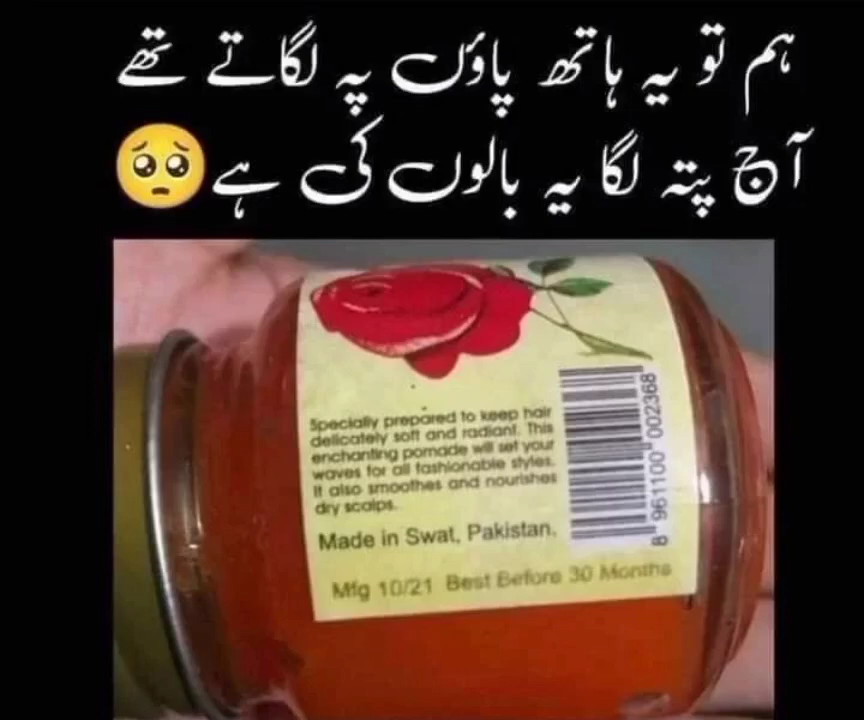 ہم تو یہ ہاتھ پاؤں پہ لگاتے تھے
آج پتہ لگا یہ بالوں کی ہے🥺
Specially prepared to keep hair
delicately soft and radiant. This
enchanting pomade will set your
waves for all fashionable styles.
It also smoothes and nourishes
dry scalps.
Made in Swat, Pakistan.
Mfg 10/21 Best Before 30 Months
8 961100 002368